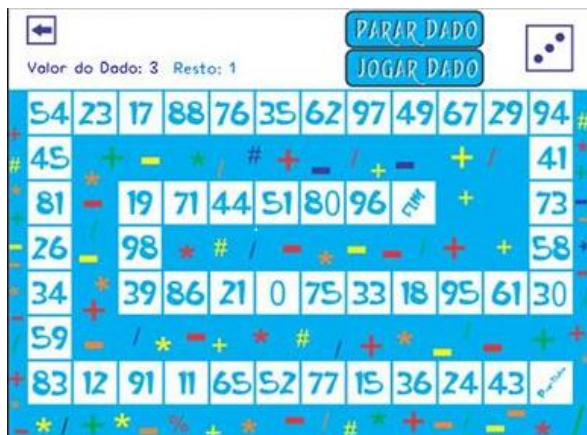 PARAR DADO
Valor do Dado: 3 Resto: 1
JOGAR DADO
54 23 17 88 76 35 62 97 49 67 29 94
45 41
81 19 71 44 51 80 96 FIM 73
26 98 58
34 39 86 21 0 75 33 18 95 61 30
59
83 12 91 11 65 52 77 15 36 24 43 Partida